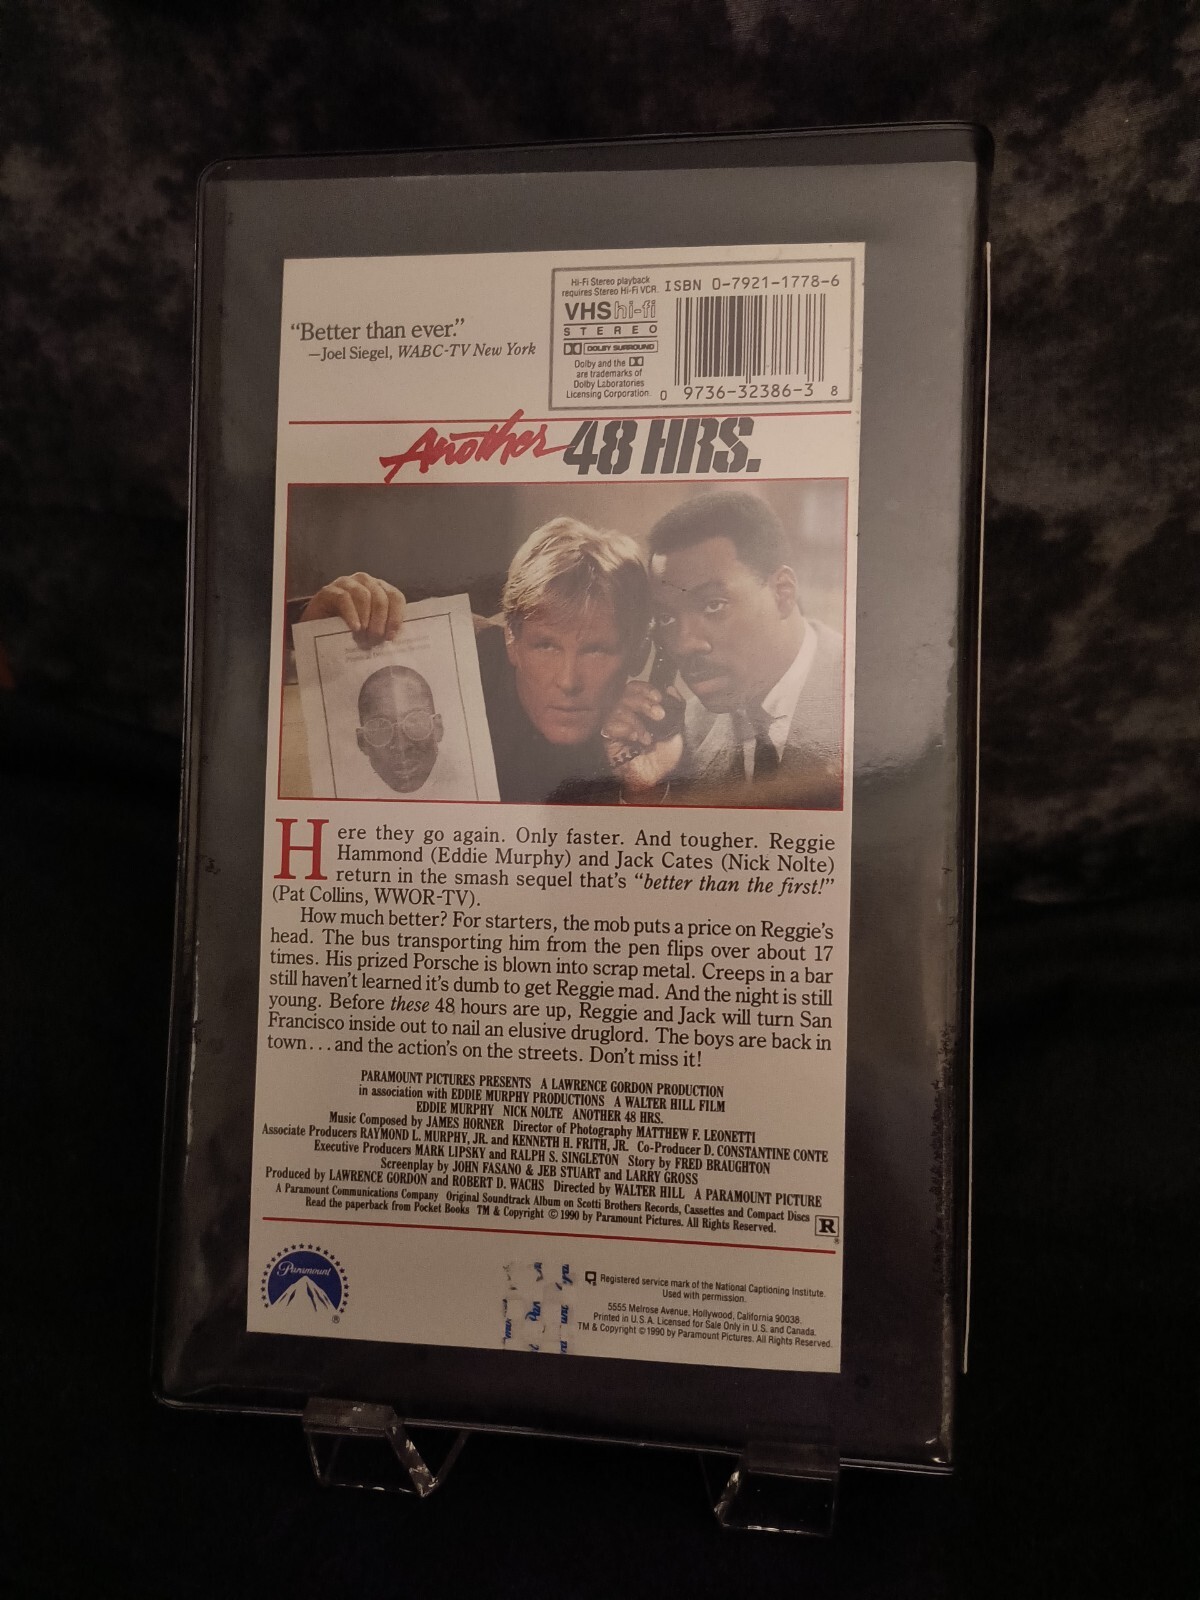 "Better than ever."
—Joel Siegel, WABC-TV New York
Hi-Fi Stereo playback
requires Stereo Hi-Fi VCR.
VHS hi-fi
STEREO
DOLBY SURROUND
Dolby and the
are trademarks of
Dolby Laboratories
Licensing Corporation.
ISBN 0-7921-1778-6
0 9736-32386-3 8
Another 48 HRS.
Here they go again. Only faster. And tougher. Reggie
Hammond (Eddie Murphy) and Jack Cates (Nick Nolte)
return in the smash sequel that's "better than the first!"
(Pat Collins, WWOR-TV).
How much better? For starters, the mob puts a price on Reggie's
head. The bus transporting him from the pen flips over about 17
times. His prized Porsche is blown into scrap metal. Creeps in a bar
still haven't learned it's dumb to get Reggie mad. And the night is still
young. Before these 48 hours are up, Reggie and Jack will turn San
Francisco inside out to nail an elusive druglord. The boys are back in
town...and the action's on the streets. Don't miss it!
PARAMOUNT PICTURES PRESENTS A LAWRENCE GORDON PRODUCTION
in association with EDDIE MURPHY PRODUCTIONS A WALTER HILL FILM
EDDIE MURPHY NICK NOLTE ANOTHER 48 HRS.
Music Composed by JAMES HORNER Director of Photography MATTHEW F. LEONETTI
Associate Producers RAYMOND L. MURPHY, JR. and KENNETH H. FRITH, JR. Co-Producer D. CONSTANTINE CONTE
Executive Producers MARK LIPSKY and RALPH S. SINGLETON Story by FRED BRAUGHTON
Screenplay by JOHN FASANO & JEB STUART and LARRY GROSS
Produced by LAWRENCE GORDON and ROBERT D. WACHS Directed by WALTER HILL A PARAMOUNT PICTURE
A Paramount Communications Company Original Soundtrack Album on Scotti Brothers Records, Cassettes and Compact Discs
Read the paperback from Pocket Books TM & Copyright © 1990 by Paramount Pictures. All Rights Reserved.
R
®
Paramount
®
Registered service mark of the National Captioning Institute.
Used with permission.
5555 Melrose Avenue, Hollywood, California 90038.
Printed in U.S.A. Licensed for Sale Only in U.S. and Canada.
TM & Copyright © 1990 by Paramount Pictures. All Rights Reserved.